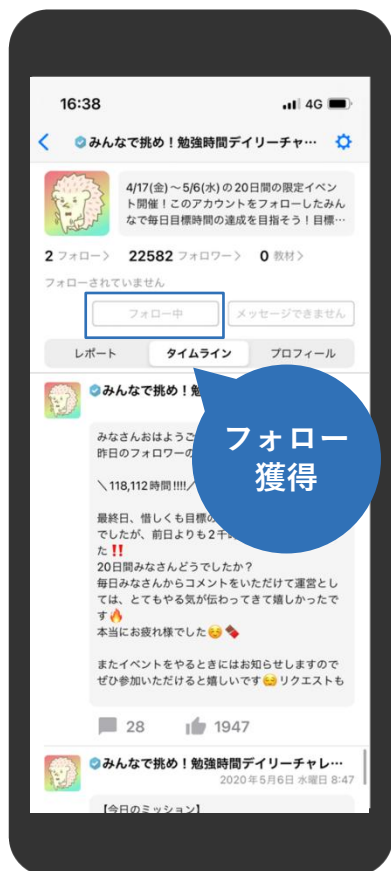 16:38
4G
みんなで挑め！勉強時間デイリーチャ…
4/17(金)～5/6(水)の20日間の限定イベン
ト開催！このアカウントをフォローしたみん
なで毎日目標時間の達成を目指そう！目標…
2 フォロー 22582 フォロワー 0 教材
フォローされていません
フォロー中 メッセージできません
レポート タイムライン プロフィール
みんなで挑め！
フォロー
獲得
みなさんおはようご
昨日のフォロワーの
＼118,112時間!!!!／
最終日、惜しくも目標の
でしたが、前日よりも2千
た‼️
20日間みなさんどうでしたか？
毎日みなさんからコメントをいただけて運営とし
ては、とてもやる気が伝わってきて嬉しかったで
す🔥
本当にお疲れ様でした😊🍫
またイベントをやるときにはお知らせしますので
ぜひ参加いただけると嬉しいです😊リクエストも
28 1947
みんなで挑め！勉強時間デイリーチャレ…
2020年5月6日 水曜日 8:47
【今日のミッション】